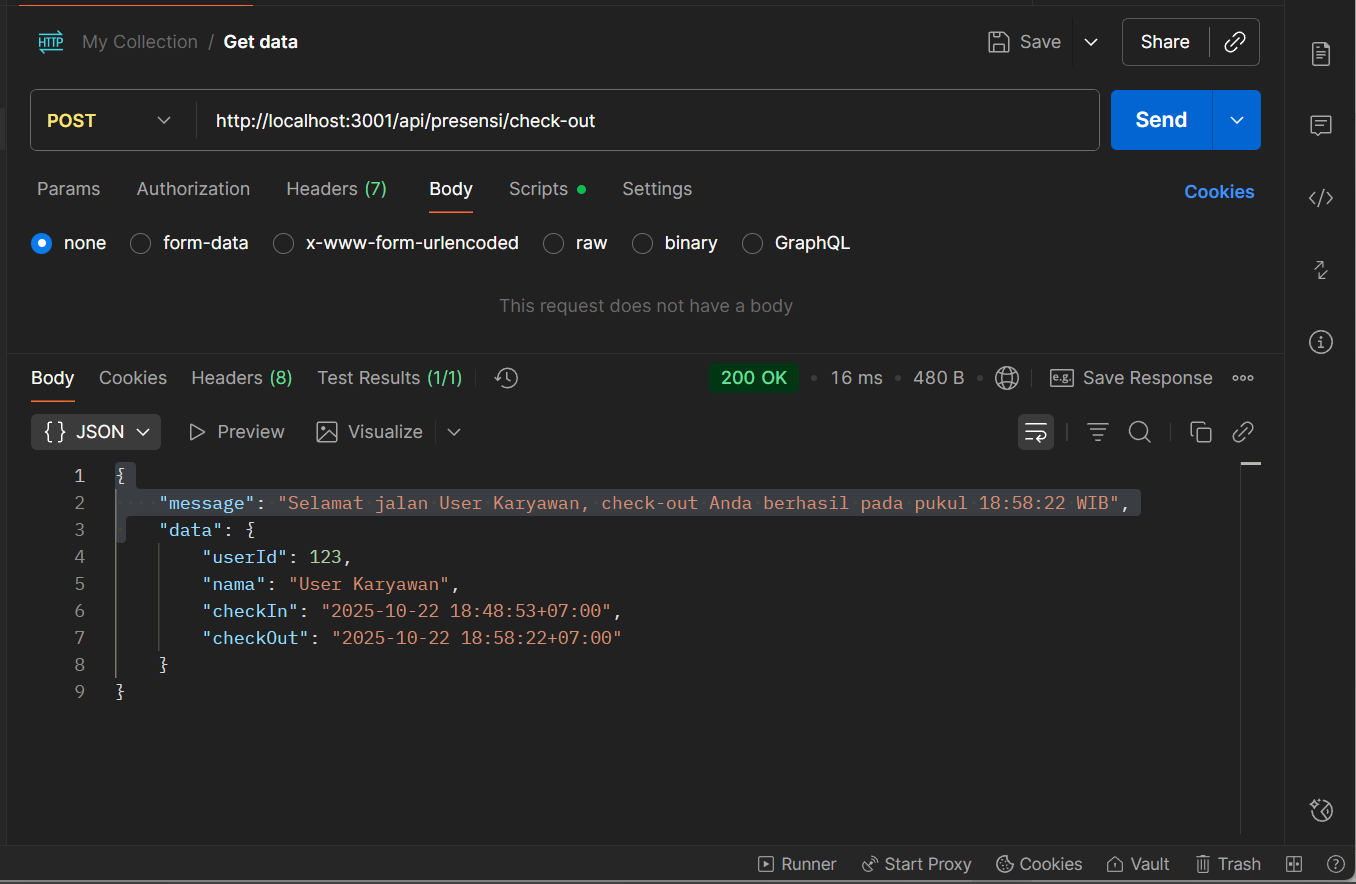 HTTP My Collection / Get data Save Share
POST http://localhost:3001/api/presensi/check-out Send
Params Authorization Headers (7) Body Scripts Settings Cookies
none form-data x-www-form-urlencoded raw binary GraphQL
This request does not have a body
Body Cookies Headers (8) Test Results (1/1) 200 OK • 16 ms • 480 B • e.g. Save Response
{} JSON Preview Visualize
1 {
2 "message": "Selamat jalan User Karyawan, check-out Anda berhasil pada pukul 18:58:22 WIB",
3 "data": {
4 "userId": 123,
5 "nama": "User Karyawan",
6 "checkIn": "2025-10-22 18:48:53+07:00",
7 "checkOut": "2025-10-22 18:58:22+07:00"
8 }
9 }
Runner Start Proxy Cookies Vault Trash